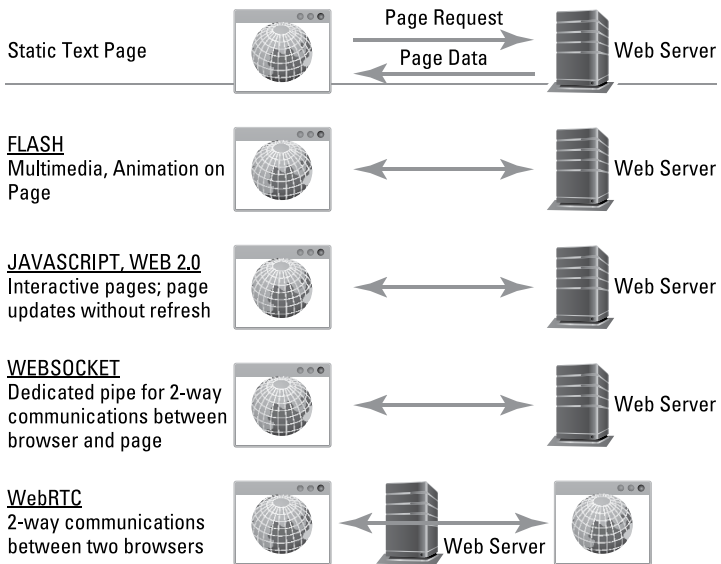 Static Text Page
Page Request
Page Data
Web Server
FLASH
Multimedia, Animation on
Page
Web Server
JAVASCRIPT, WEB 2.0
Interactive pages; page
updates without refresh
Web Server
WEBSOCKET
Dedicated pipe for 2-way
communications between
browser and page
Web Server
WebRTC
2-way communications
between two browsers
Web Server